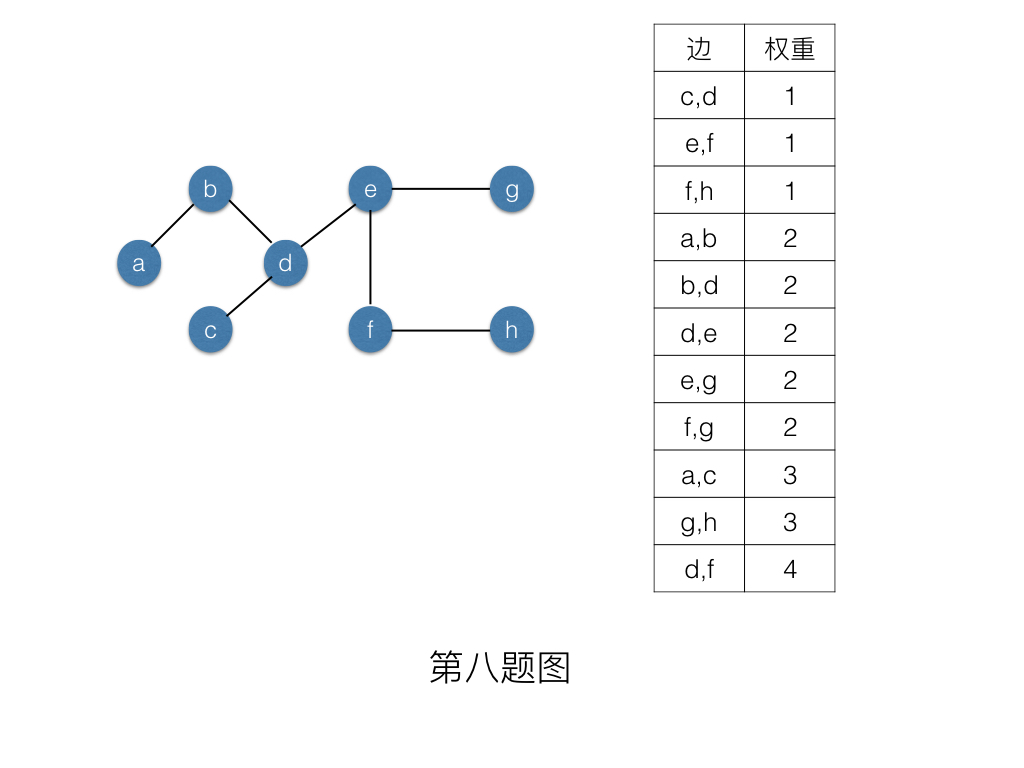 b
e
g
a
d
c
f
h
边 权重
c,d 1
e,f 1
f,h 1
a,b 2
b,d 2
d,e 2
e,g 2
f,g 2
a,c 3
g,h 3
d,f 4
第八题图